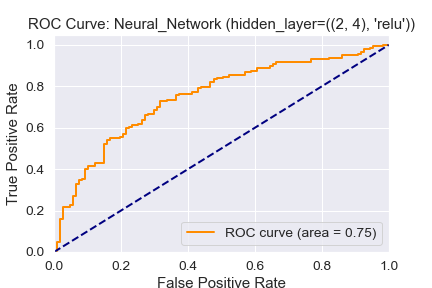 ROC Curve: Neural_Network (hidden_layer=((2, 4), 'relu'))
1.0
0.8
0.6
0.4
0.2
0.0
True Positive Rate
ROC curve (area = 0.75)
0.0 0.2 0.4 0.6 0.8 1.0
False Positive Rate